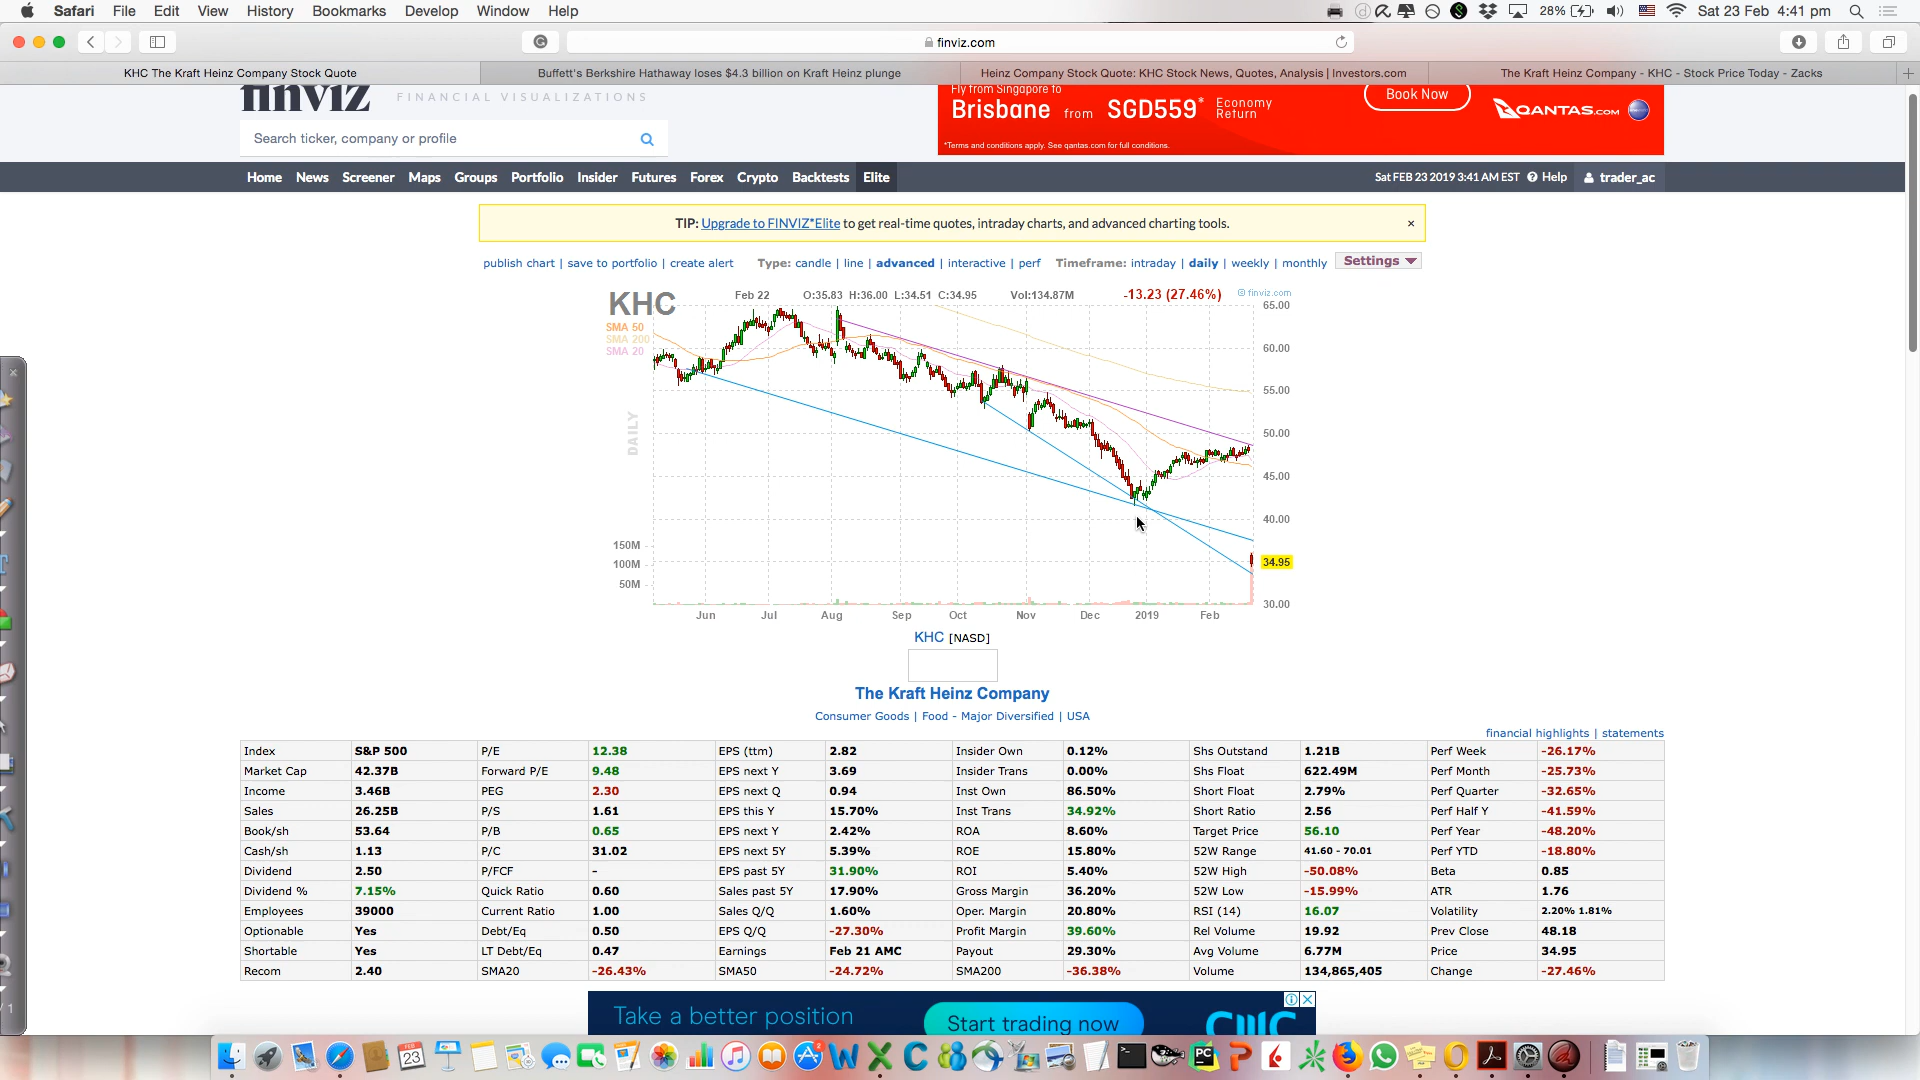 Safari File Edit View History Bookmarks Develop Window Help 28% Sat 23 Feb 4:41 pm
finviz.com
KHC The Kraft Heinz Company Stock Quote Buffett's Berkshire Hathaway loses $4.3 billion on Kraft Heinz plunge Heinz Company Stock Quote: KHC Stock News, Quotes, Analysis | Investors.com The Kraft Heinz Company - KHC - Stock Price Today - Zacks
finviz FINANCIAL VISUALIZATIONS
Search ticker, company or profile
Fly from Singapore to
Brisbane from SGD559* Economy Return
Book Now
QANTAS.COM
*Terms and conditions apply. See qantas.com for full conditions.
Home News Screener Maps Groups Portfolio Insider Futures Forex Crypto Backtests Elite Sat FEB 23 2019 3:41 AM EST Help trader_ac
TIP: Upgrade to FINVIZ*Elite to get real-time quotes, intraday charts, and advanced charting tools. ×
publish chart | save to portfolio | create alert Type: candle | line | advanced | interactive | perf Timeframe: intraday | daily | weekly | monthly Settings
KHC Feb 22 O:35.83 H:36.00 L:34.51 C:34.95 Vol:134.87M -13.23 (27.46%) © finviz.com
SMA 50
SMA 200
SMA 20
DAILY
65.00
60.00
55.00
50.00
45.00
40.00
34.95
30.00
150M
100M
50M
Jun Jul Aug Sep Oct Nov Dec 2019 Feb
KHC [NASD]
The Kraft Heinz Company
Consumer Goods | Food - Major Diversified | USA
financial highlights | statements
Index S&P 500 P/E 12.38 EPS (ttm) 2.82 Insider Own 0.12% Shs Outstand 1.21B Perf Week -26.17%
Market Cap 42.37B Forward P/E 9.48 EPS next Y 3.69 Insider Trans 0.00% Shs Float 622.49M Perf Month -25.73%
Income 3.46B PEG 2.30 EPS next Q 0.94 Inst Own 86.50% Short Float 2.79% Perf Quarter -32.65%
Sales 26.25B P/S 1.61 EPS this Y 15.70% Inst Trans 34.92% Short Ratio 2.56 Perf Half Y -41.59%
Book/sh 53.64 P/B 0.65 EPS next Y 2.42% ROA 8.60% Target Price 56.10 Perf Year -48.20%
Cash/sh 1.13 P/C 31.02 EPS next 5Y 5.39% ROE 15.80% 52W Range 41.60 - 70.01 Perf YTD -18.80%
Dividend 2.50 P/FCF - EPS past 5Y 31.90% ROI 5.40% 52W High -50.08% Beta 0.85
Dividend % 7.15% Quick Ratio 0.60 Sales past 5Y 17.90% Gross Margin 36.20% 52W Low -15.99% ATR 1.76
Employees 39000 Current Ratio 1.00 Sales Q/Q 1.60% Oper. Margin 20.80% RSI (14) 16.07 Volatility 2.20% 1.81%
Optionable Yes Debt/Eq 0.50 EPS Q/Q -27.30% Profit Margin 39.60% Rel Volume 19.92 Prev Close 48.18
Shortable Yes LT Debt/Eq 0.47 Earnings Feb 21 AMC Payout 29.30% Avg Volume 6.77M Price 34.95
Recom 2.40 SMA20 -26.43% SMA50 -24.72% SMA200 -36.38% Volume 134,865,405 Change -27.46%
Take a better position Start trading now CMC